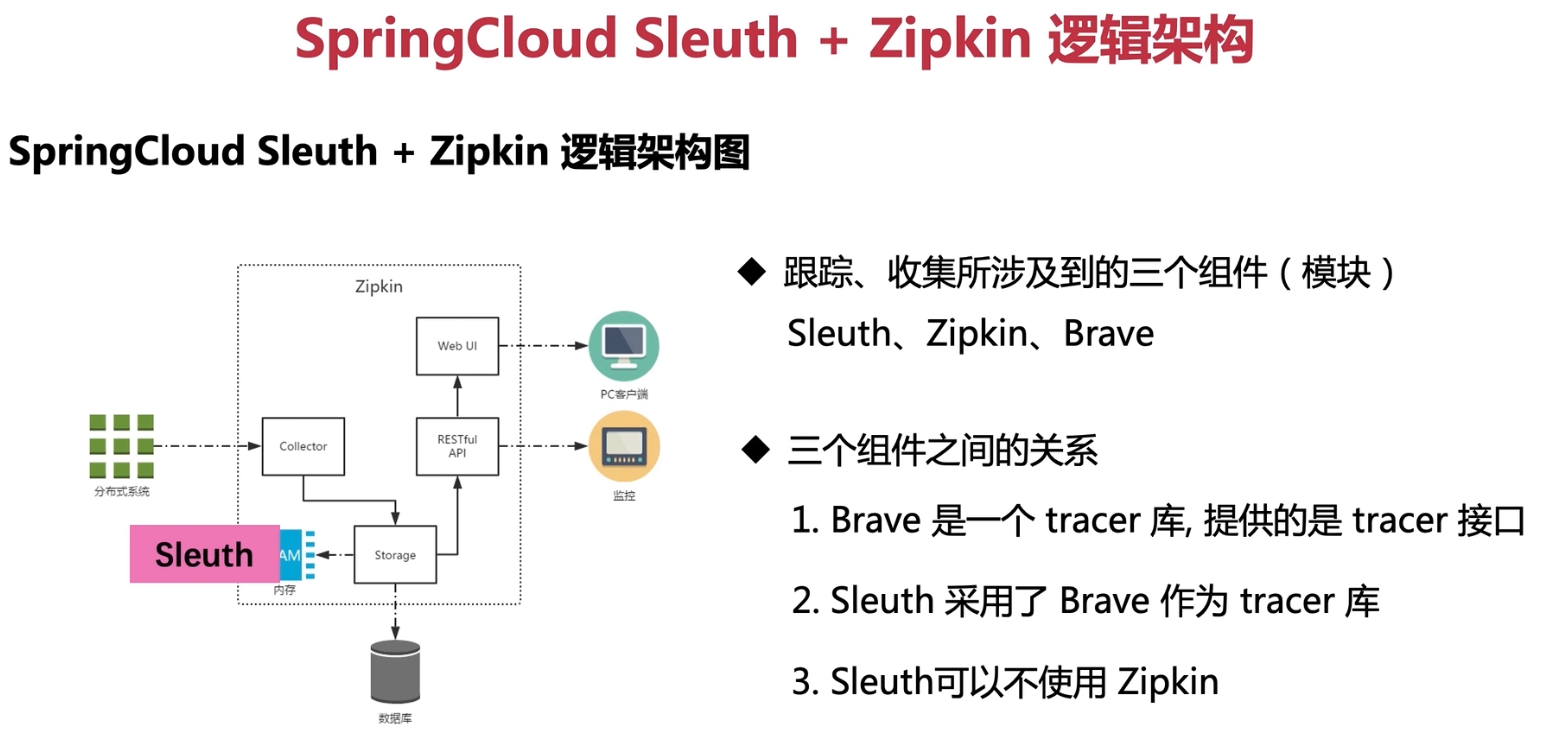 SpringCloud Sleuth + Zipkin 逻辑架构
SpringCloud Sleuth + Zipkin 逻辑架构图
Zipkin
Web UI
PC客户端
Collector
RESTful
API
分布式系统
监控
Sleuth
AM
内存
Storage
数据库
◆ 跟踪、收集所涉及到的三个组件（模块）
Sleuth、Zipkin、Brave
◆ 三个组件之间的关系
1. Brave 是一个 tracer 库, 提供的是 tracer 接口
2. Sleuth 采用了 Brave 作为 tracer 库
3. Sleuth可以不使用 Zipkin